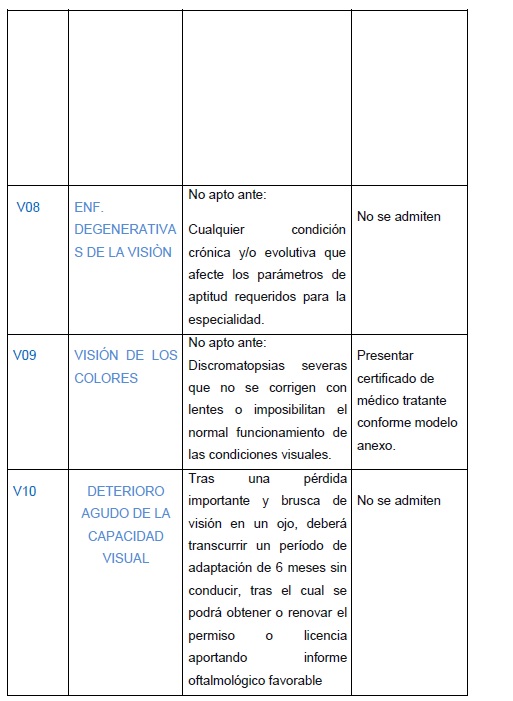 V08
ENF.
DEGENERATIVA
S DE LA VISIÒN
No apto ante:
Cualquier condición
crónica y/o evolutiva que
afecte los parámetros de
aptitud requeridos para la
especialidad.
No se admiten
V09
VISIÓN DE LOS
COLORES
No apto ante:
Discromatopsias severas
que no se corrigen con
lentes o imposibilitan el
normal funcionamiento de
las condiciones visuales.
Presentar
certificado de
médico tratante
conforme modelo
anexo.
V10
DETERIORO
AGUDO DE LA
CAPACIDAD
VISUAL
Tras una pérdida
importante y brusca de
visión en un ojo, deberá
transcurrir un período de
adaptación de 6 meses sin
conducir, tras el cual se
podrá obtener o renovar el
permiso o licencia
aportando informe
oftalmológico favorable
No se admiten